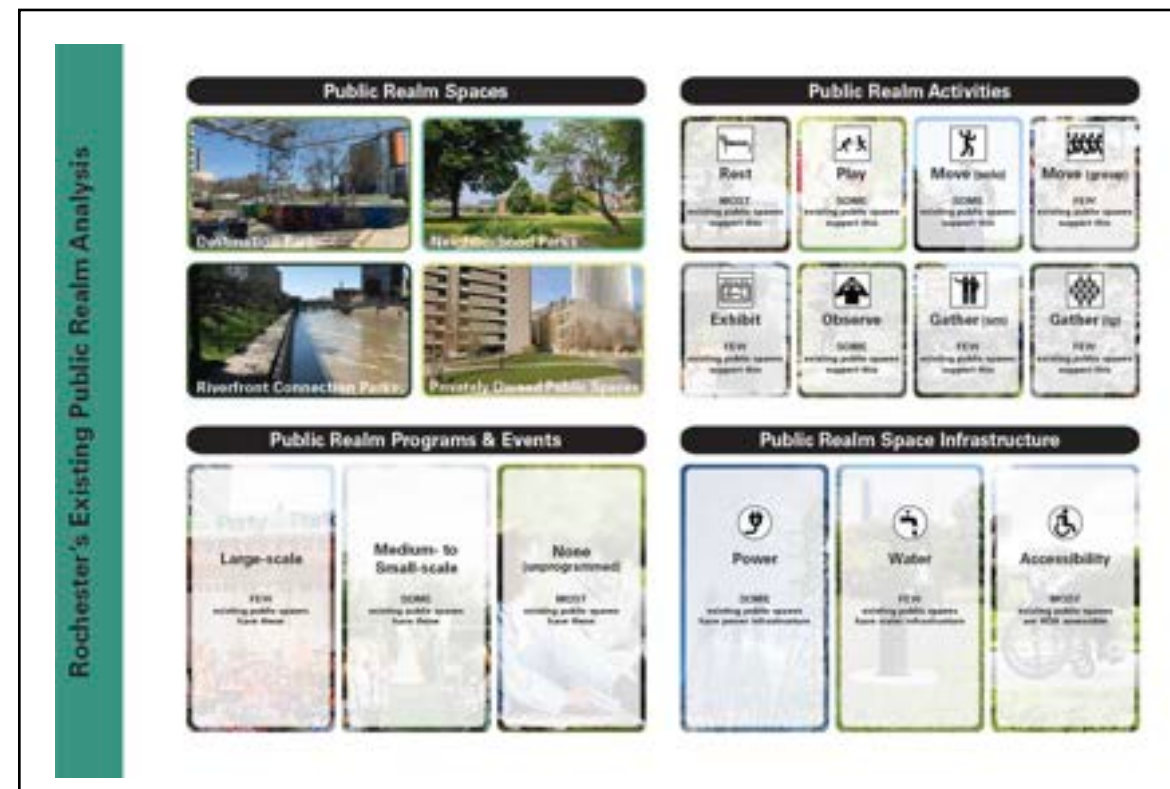 Rochester's Existing Public Realm Analysis
Public Realm Spaces
Destination Parks
Neighborhood Parks
Riverfront Connection Parks
Privately Owned Public Spaces
Public Realm Activities
Rest
MOST
existing public spaces
support this
Play
SOME
existing public spaces
support this
Move (solo)
SOME
existing public spaces
support this
Move (group)
FEW
existing public spaces
support this
Exhibit
FEW
existing public spaces
support this
Observe
SOME
existing public spaces
support this
Gather (sm)
FEW
existing public spaces
support this
Gather (lg)
FEW
existing public spaces
support this
Public Realm Programs & Events
Large-scale
FEW
existing public spaces
have these
Medium- to
Small-scale
SOME
existing public spaces
have these
None
(unprogrammed)
MOST
existing public spaces
have these
Public Realm Space Infrastructure
Power
SOME
existing public spaces
have power infrastructure
Water
FEW
existing public spaces
have water infrastructure
Accessibility
MOST
existing public spaces
are ADA accessible